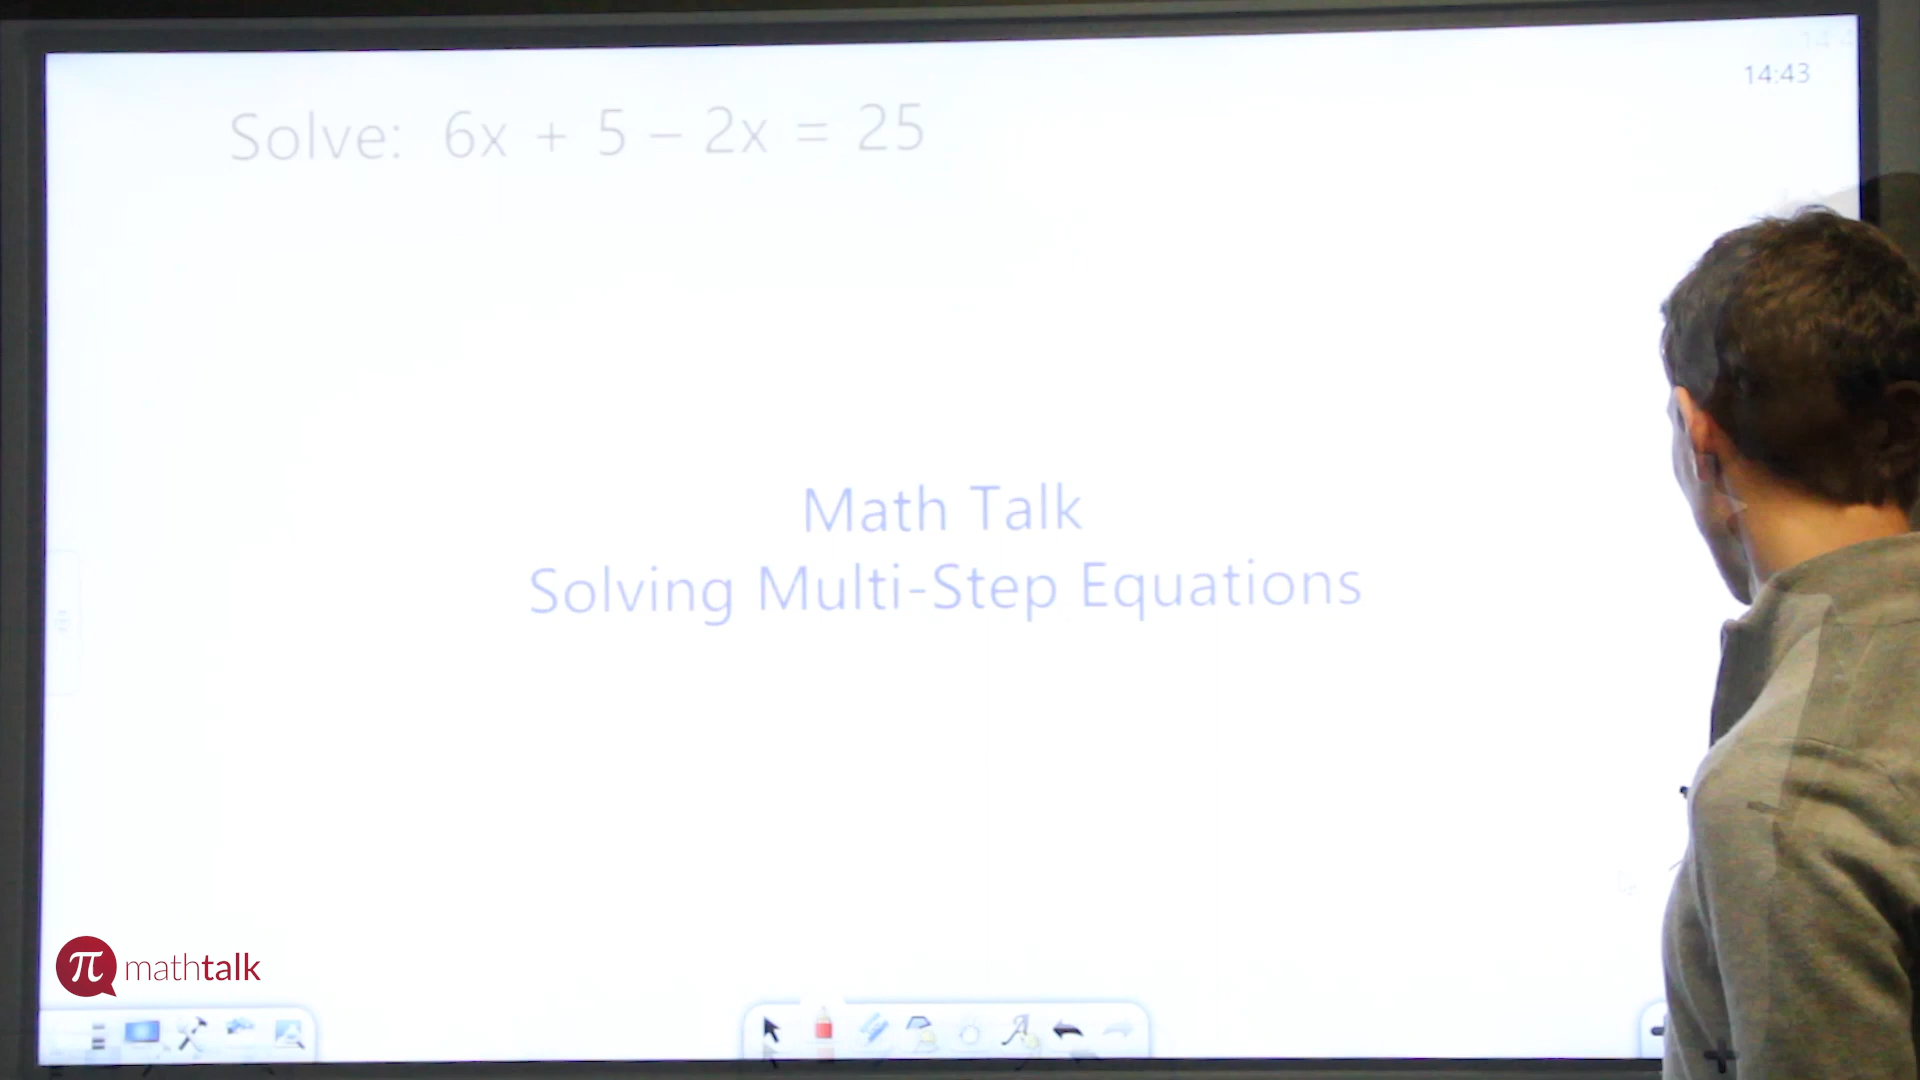 14:43
Solve: 6x + 5 – 2x = 25
Math Talk
Solving Multi-Step Equations
π mathtalk